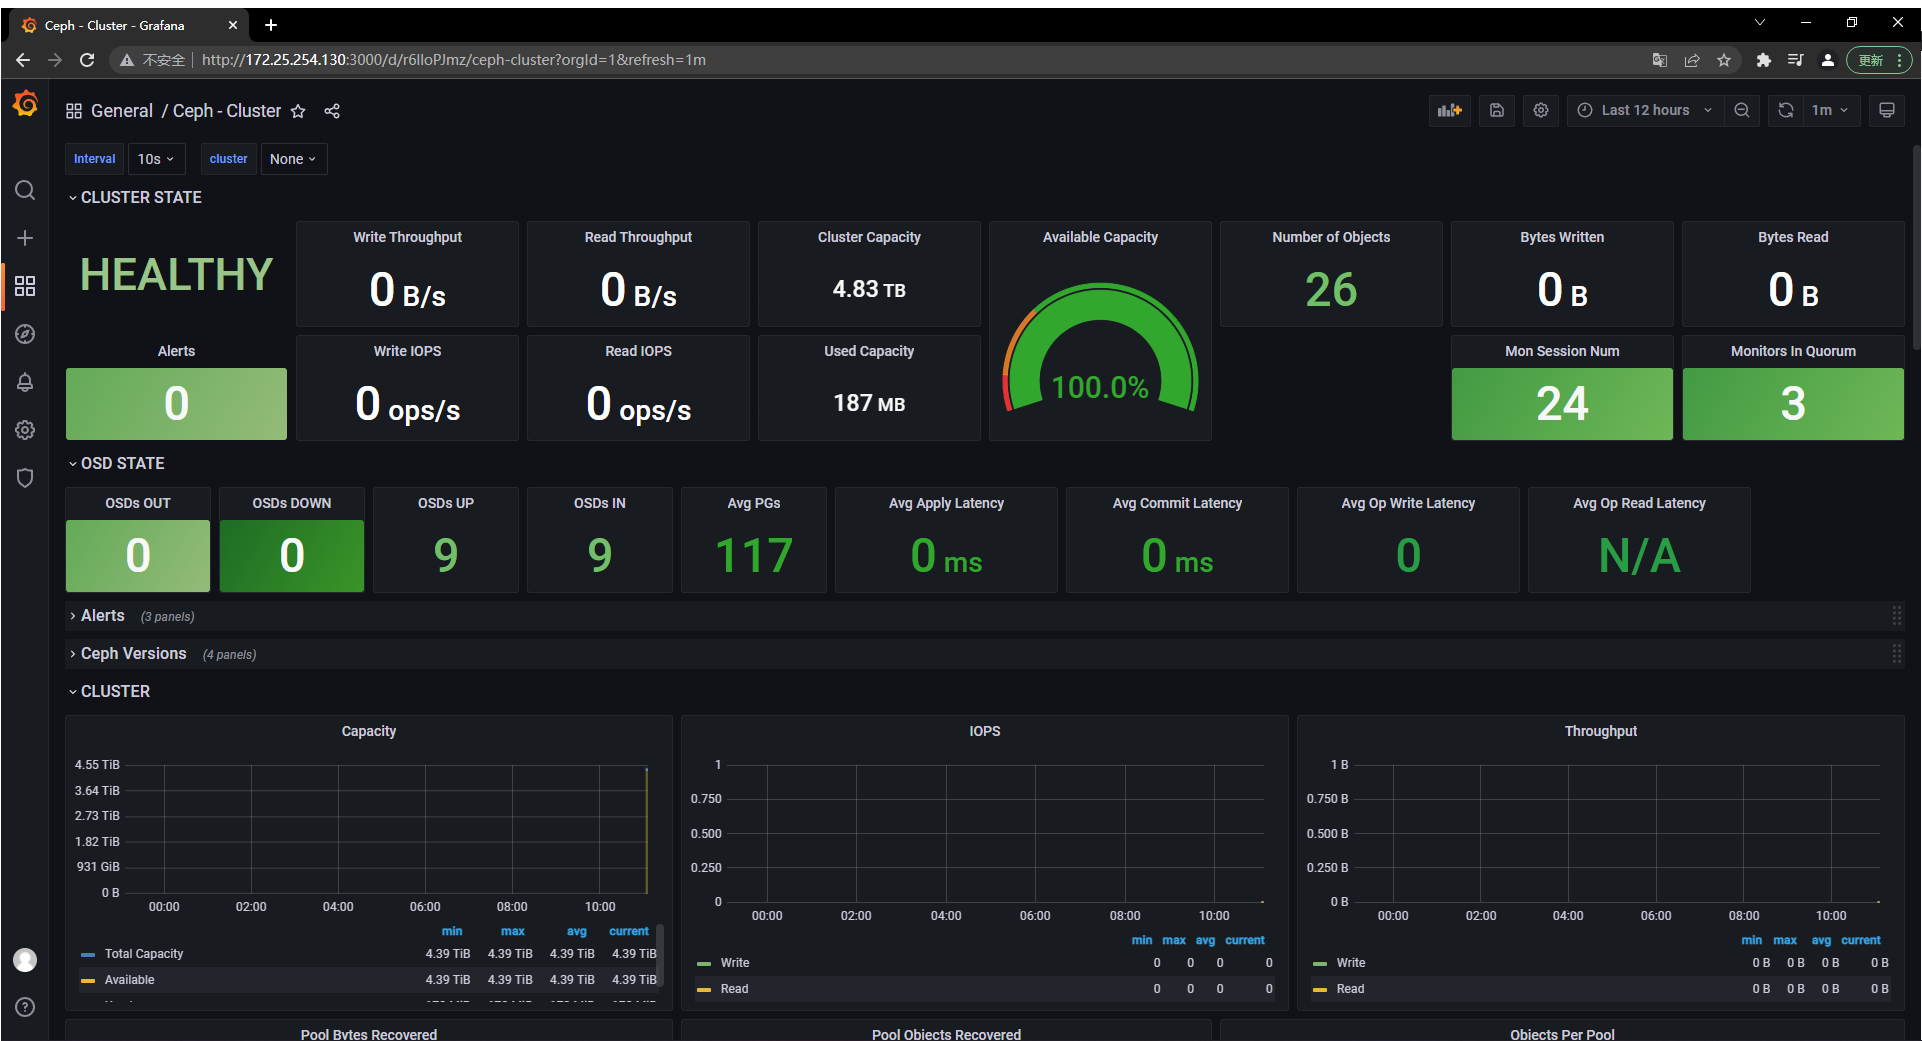 Ceph - Cluster - Grafana
不安全 http://172.25.254.130:3000/d/r6lloPJmz/ceph-cluster?orgId=1&refresh=1m
更新
General / Ceph - Cluster
Last 12 hours
1m
Interval 10s cluster None
CLUSTER STATE
HEALTHY
Write Throughput
0 B/s
Read Throughput
0 B/s
Cluster Capacity
4.83 TB
Available Capacity
100.0%
Number of Objects
26
Bytes Written
0 B
Bytes Read
0 B
Alerts
0
Write IOPS
0 ops/s
Read IOPS
0 ops/s
Used Capacity
187 MB
Mon Session Num
24
Monitors In Quorum
3
OSD STATE
OSDs OUT
0
OSDs DOWN
0
OSDs UP
9
OSDs IN
9
Avg PGs
117
Avg Apply Latency
0 ms
Avg Commit Latency
0 ms
Avg Op Write Latency
0
Avg Op Read Latency
N/A
Alerts (3 panels)
Ceph Versions (4 panels)
CLUSTER
Capacity
4.55 TiB
3.64 TiB
2.73 TiB
1.82 TiB
931 GiB
0 B
00:00 02:00 04:00 06:00 08:00 10:00
min max avg current
Total Capacity 4.39 TiB 4.39 TiB 4.39 TiB 4.39 TiB
Available 4.39 TiB 4.39 TiB 4.39 TiB 4.39 TiB
IOPS
1
0.750
0.500
0.250
0
00:00 02:00 04:00 06:00 08:00 10:00
min max avg current
Write 0 0 0 0
Read 0 0 0 0
Throughput
1 B
0.750 B
0.500 B
0.250 B
0 B
00:00 02:00 04:00 06:00 08:00 10:00
min max avg current
Write 0 B 0 B 0 B 0 B
Read 0 B 0 B 0 B 0 B
Pool Bytes Recovered
Pool Objects Recovered
Objects Per Pool